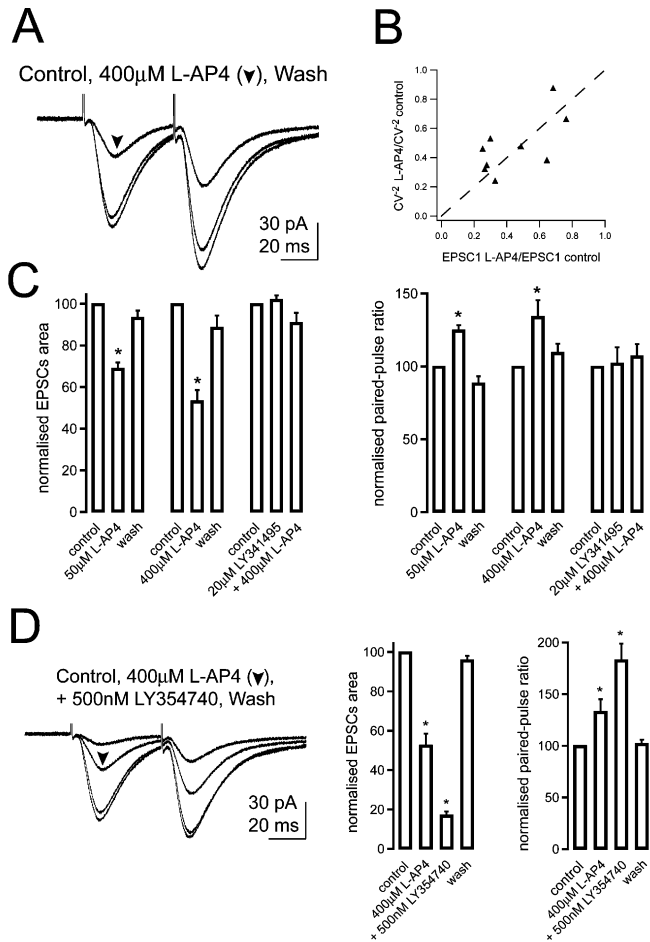 A
Control, 400µM L-AP4 (), Wash
30 pA
20 ms
B
CV-2 L-AP4/CV-2 control
1.0
0.8
0.6
0.4
0.2
0.0
0.0 0.2 0.4 0.6 0.8 1.0
EPSC1 L-AP4/EPSC1 control
C
normalised EPSCs area
100
80
60
40
20
0
* *
control
50µM L-AP4
wash
control
400µM L-AP4
wash
control
20µM LY341495
+ 400µM L-AP4
normalised paired-pulse ratio
150
100
50
0
* *
control
50µM L-AP4
wash
control
400µM L-AP4
wash
control
20µM LY341495
+ 400µM L-AP4
D
Control, 400µM L-AP4 (),
+ 500nM LY354740, Wash
30 pA
20 ms
normalised EPSCs area
100
80
60
40
20
0
* *
control
400µM L-AP4
+ 500nM LY354740
wash
normalised paired-pulse ratio
200
150
100
50
0
* *
control
400µM L-AP4
+ 500nM LY354740
wash